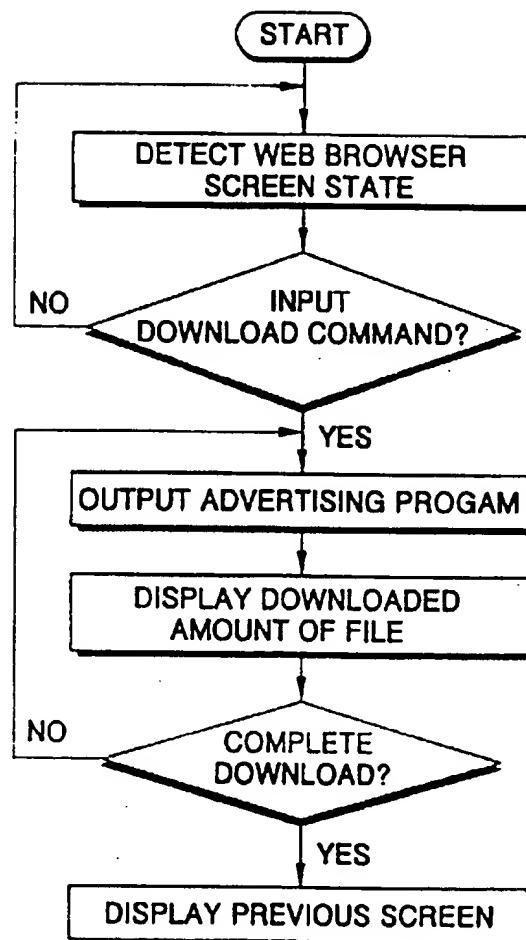 START
DETECT WEB BROWSER
SCREEN STATE
INPUT
DOWNLOAD COMMAND?
NO
YES
OUTPUT ADVERTISING PROGAM
DISPLAY DOWNLOADED
AMOUNT OF FILE
COMPLETE
DOWNLOAD?
NO
YES
DISPLAY PREVIOUS SCREEN